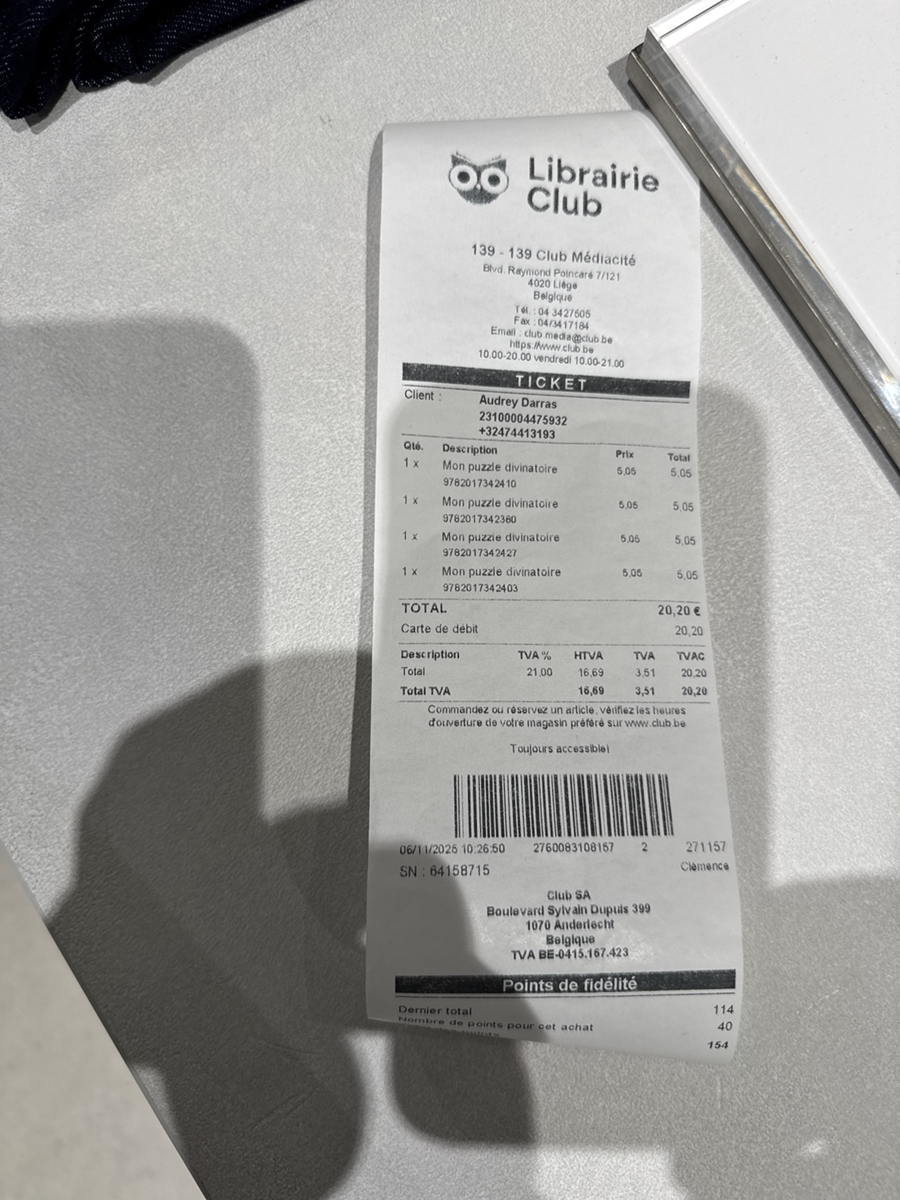 Librairie
Club
139 - 139 Club Médiacité
Blvd. Raymond Poincaré 7/121
4020 Liège
Belgique
Tél. : 04 3427605
Fax : 04/3417184
Email : club.media@club.be
https://www.club.be
10.00-20.00 vendredi 10.00-21.00
TICKET
Client : Audrey Darras
23100004475932
+32474413193
Qté. Description Prix Total
1 x Mon puzzle divinatoire 5,05 5,05
9782017342410
1 x Mon puzzle divinatoire 5,05 5,05
9782017342380
1 x Mon puzzle divinatoire 5,05 5,05
9782017342427
1 x Mon puzzle divinatoire 5,05 5,05
9782017342403
TOTAL 20,20 €
Carte de débit 20,20
Description TVA % HTVA TVA TVAC
Total 21,00 16,69 3,51 20,20
Total TVA 16,69 3,51 20,20
Commandez ou réservez un article, vérifiez les heures
d'ouverture de votre magasin préféré sur www.club.be
Toujours accessible!
06/11/2025 10:26:50 2760083108157 2 271157
SN : 64158715 Clémence
Club SA
Boulevard Sylvain Dupuis 399
1070 Anderlecht
Belgique
TVA BE-0415.167.423
Points de fidélité
Dernier total 114
Nombre de points pour cet achat 40
154